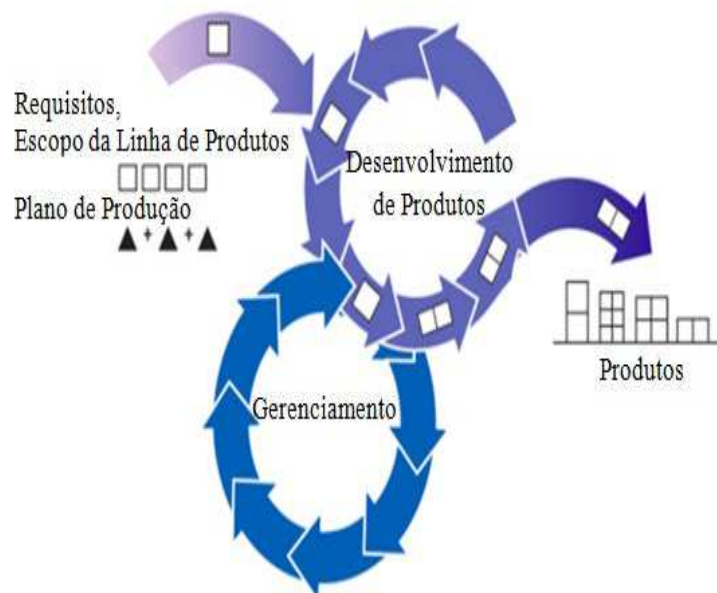 Requisitos,
Escopo da Linha de Produtos
Plano de Produção
+ +
Desenvolvimento
de Produtos
Gerenciamento
Produtos